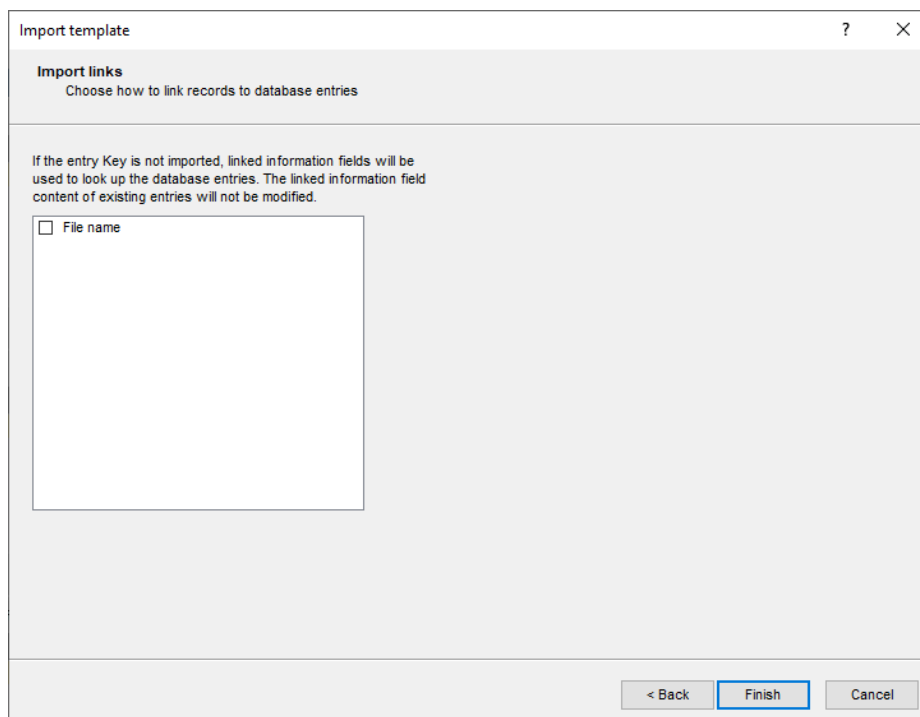 Import template
?
Import links
Choose how to link records to database entries
If the entry Key is not imported, linked information fields will be
used to look up the database entries. The linked information field
content of existing entries will not be modified.
File name
< Back
Finish
Cancel